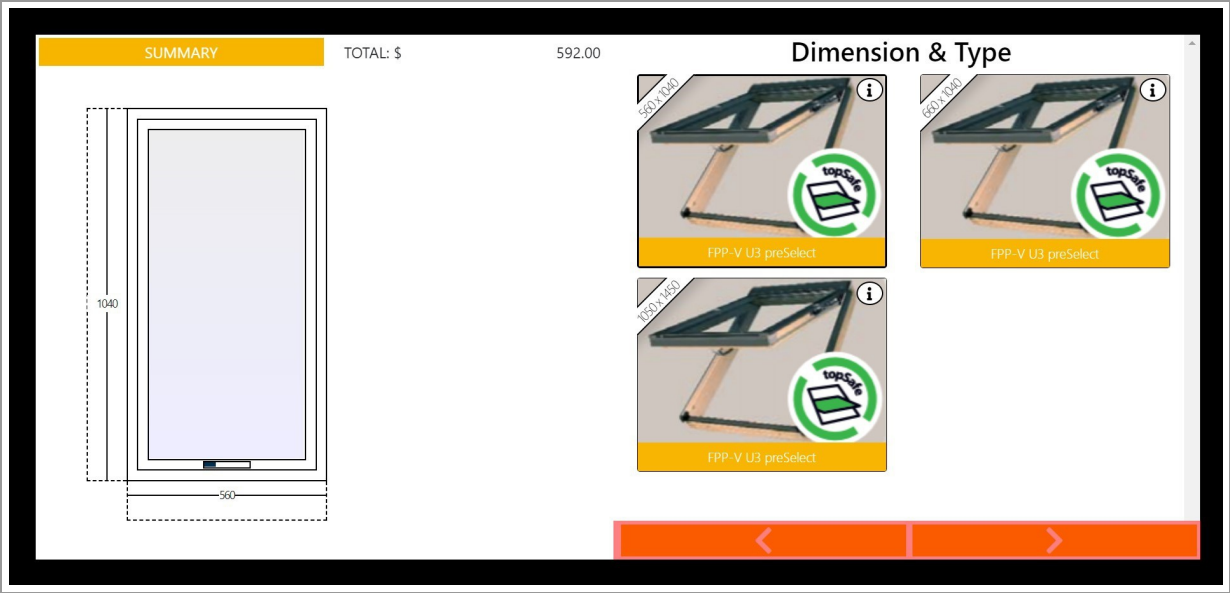 SUMMARY
TOTAL: $ 592.00
1040
560
Dimension & Type
560 x 1040
i
topSafe
FPP-V U3 preSelect
660 x 1040
i
topSafe
FPP-V U3 preSelect
1050 x 1450
i
topSafe
FPP-V U3 preSelect